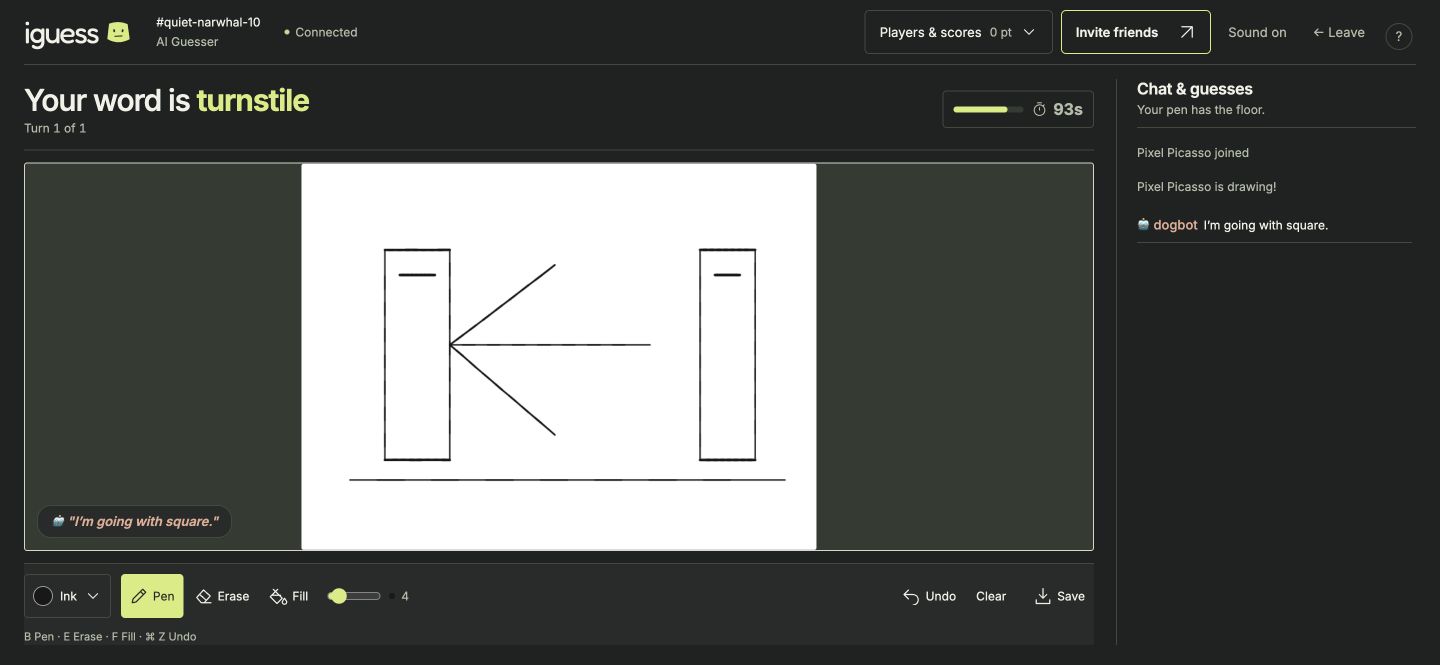 iguess
#quiet-narwhal-10
AI Guesser
Connected
Players & scores 0 pt
Invite friends
Sound on
← Leave
?
Your word is turnstile
Turn 1 of 1
93s
Chat & guesses
Your pen has the floor.
Pixel Picasso joined
Pixel Picasso is drawing!
dogbot I'm going with square.
"I'm going with square."
Ink
Pen
Erase
Fill
4
Undo
Clear
Save
B Pen · E Erase · F Fill · ⌘ Z Undo